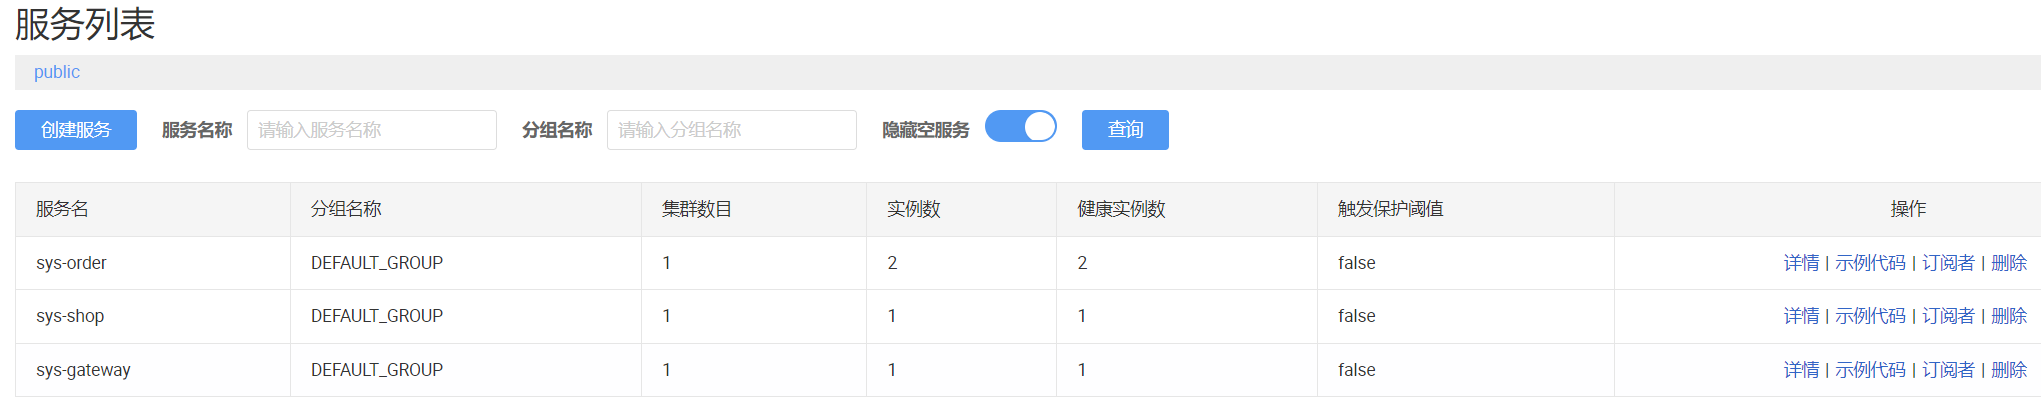 服务列表
public
创建服务 服务名称 请输入服务名称 分组名称 请输入分组名称 隐藏空服务 查询
服务名 分组名称 集群数目 实例数 健康实例数 触发保护阈值 操作
sys-order DEFAULT_GROUP 1 2 2 false 详情 | 示例代码 | 订阅者 | 删除
sys-shop DEFAULT_GROUP 1 1 1 false 详情 | 示例代码 | 订阅者 | 删除
sys-gateway DEFAULT_GROUP 1 1 1 false 详情 | 示例代码 | 订阅者 | 删除